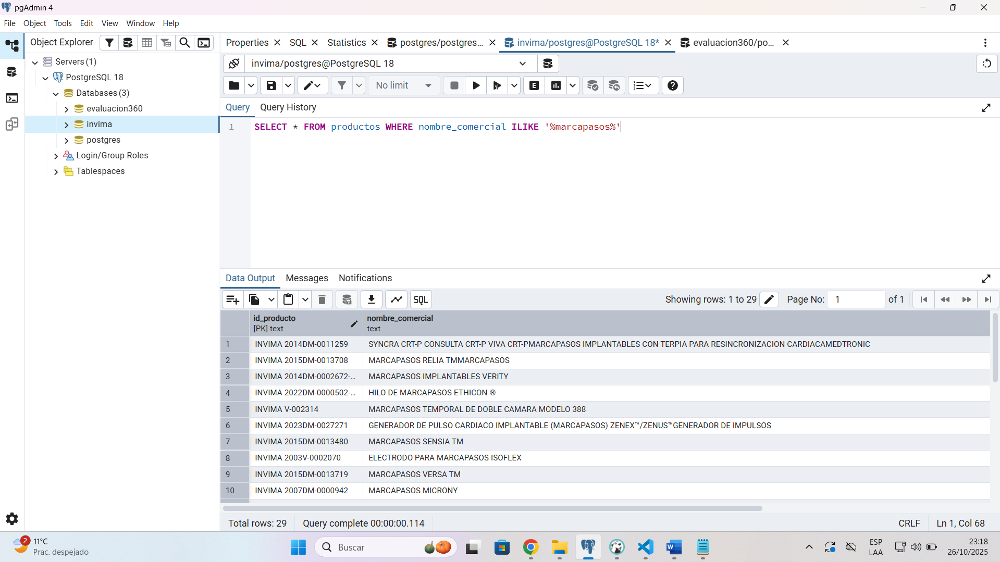 pgAdmin 4
File Object Tools Edit View Window Help
Object Explorer
Servers (1)
PostgreSQL 18
Databases (3)
evaluacion360
invima
postgres
Login/Group Roles
Tablespaces
Properties SQL Statistics postgres/postgres... invima/postgres@PostgreSQL 18* evaluacion360/po...
invima/postgres@PostgreSQL 18
No limit
E
Query Query History
1 SELECT * FROM productos WHERE nombre_comercial ILIKE '%marcapasos%'
Data Output Messages Notifications
SQL Showing rows: 1 to 29 Page No: 1 of 1
id_producto nombre_comercial
[PK] text text
1 INVIMA 2014DM-0011259 SYNCRA CRT-P CONSULTA CRT-P VIVA CRT-PMARCAPASOS IMPLANTABLES CON TERPIA PARA RESINCRONIZACION CARDIACAMEDTRONIC
2 INVIMA 2015DM-0013708 MARCAPASOS RELIA TMMARCAPASOS
3 INVIMA 2014DM-0002672-... MARCAPASOS IMPLANTABLES VERITY
4 INVIMA 2022DM-0000502-... HILO DE MARCAPASOS ETHICON ®
5 INVIMA V-002314 MARCAPASOS TEMPORAL DE DOBLE CAMARA MODELO 388
6 INVIMA 2023DM-0027271 GENERADOR DE PULSO CARDIACO IMPLANTABLE (MARCAPASOS) ZENEX™/ZENUS™GENERADOR DE IMPULSOS
7 INVIMA 2015DM-0013480 MARCAPASOS SENSIA TM
8 INVIMA 2003V-0002070 ELECTRODO PARA MARCAPASOS ISOFLEX
9 INVIMA 2015DM-0013719 MARCAPASOS VERSA TM
10 INVIMA 2007DM-0000942 MARCAPASOS MICRONY
Total rows: 29 Query complete 00:00:00.114 CRLF Ln 1, Col 68
2
11°C
Prac. despejado
Buscar
W
ESP
LAA
23:18
26/10/2025